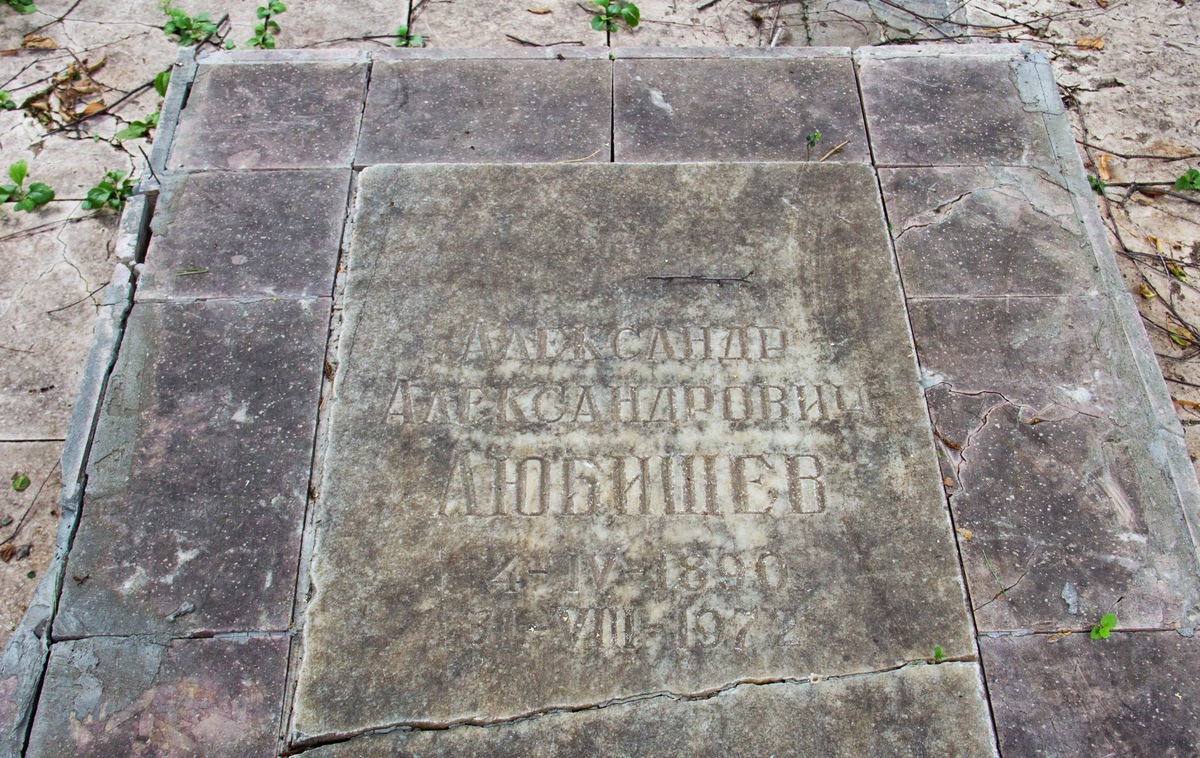 Александр
Александрович
ЛЮБИЩЕВ
4-IV-1890
31-VIII-1972